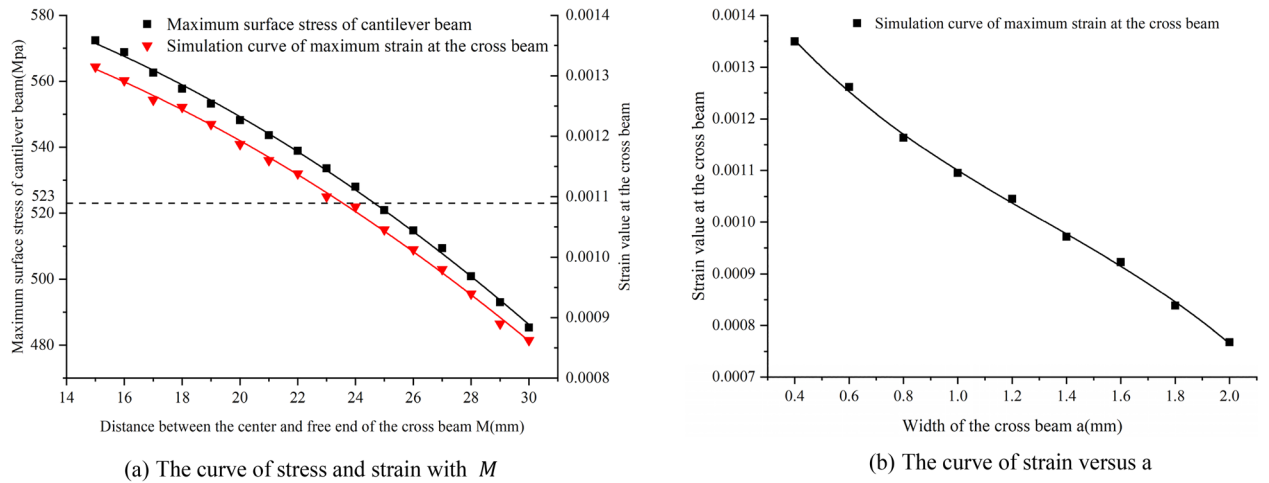 Maximum surface stress of cantilever beam
Simulation curve of maximum strain at the cross beam
Maximum surface stress of cantilever beam(Mpa)
580
560
540
523
520
500
480
14 16 18 20 22 24 26 28 30
Distance between the center and free end of the cross beam M(mm)
0.0014
0.0013
0.0012
0.0011
0.0010
0.0009
0.0008
Strain value at the cross beam
(a) The curve of stress and strain with M
Simulation curve of maximum strain at the cross beam
Strain value at the cross beam
0.0014
0.0013
0.0012
0.0011
0.0010
0.0009
0.0008
0.0007
0.4 0.6 0.8 1.0 1.2 1.4 1.6 1.8 2.0
Width of the cross beam a(mm)
(b) The curve of strain versus a